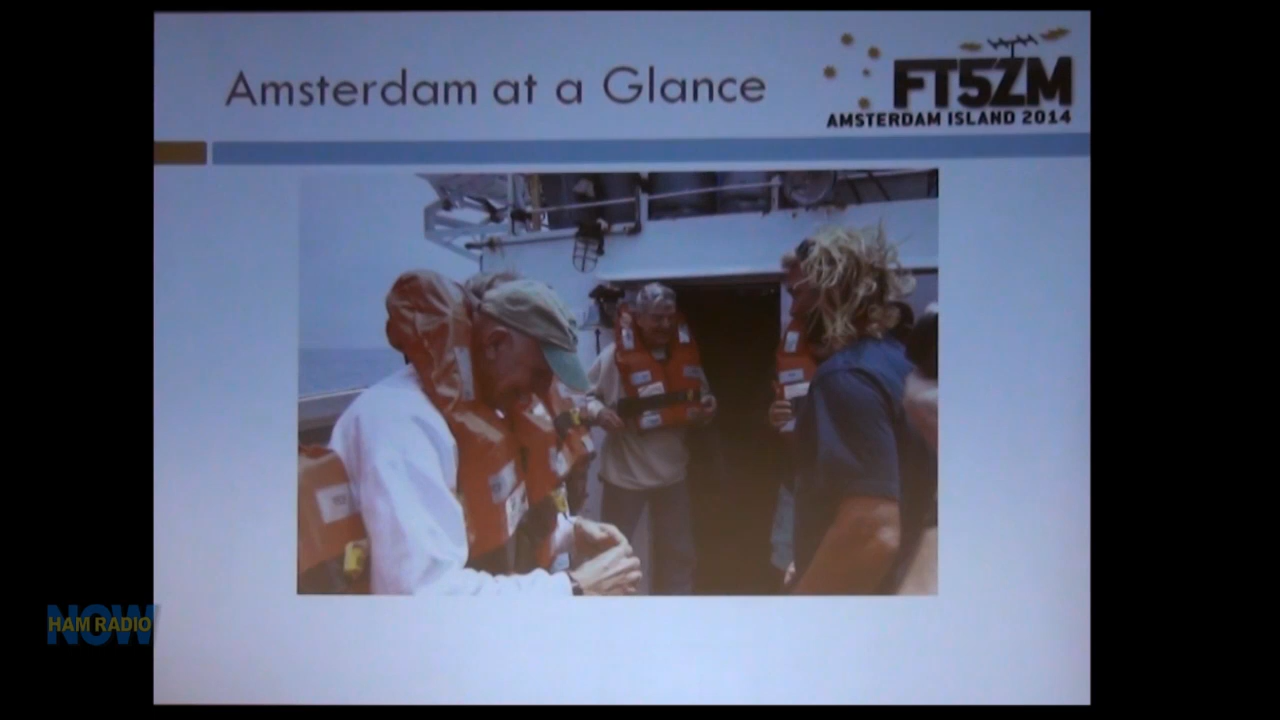 Amsterdam at a Glance
FT5ZM
AMSTERDAM ISLAND 2014
NOW
HAM RADIO